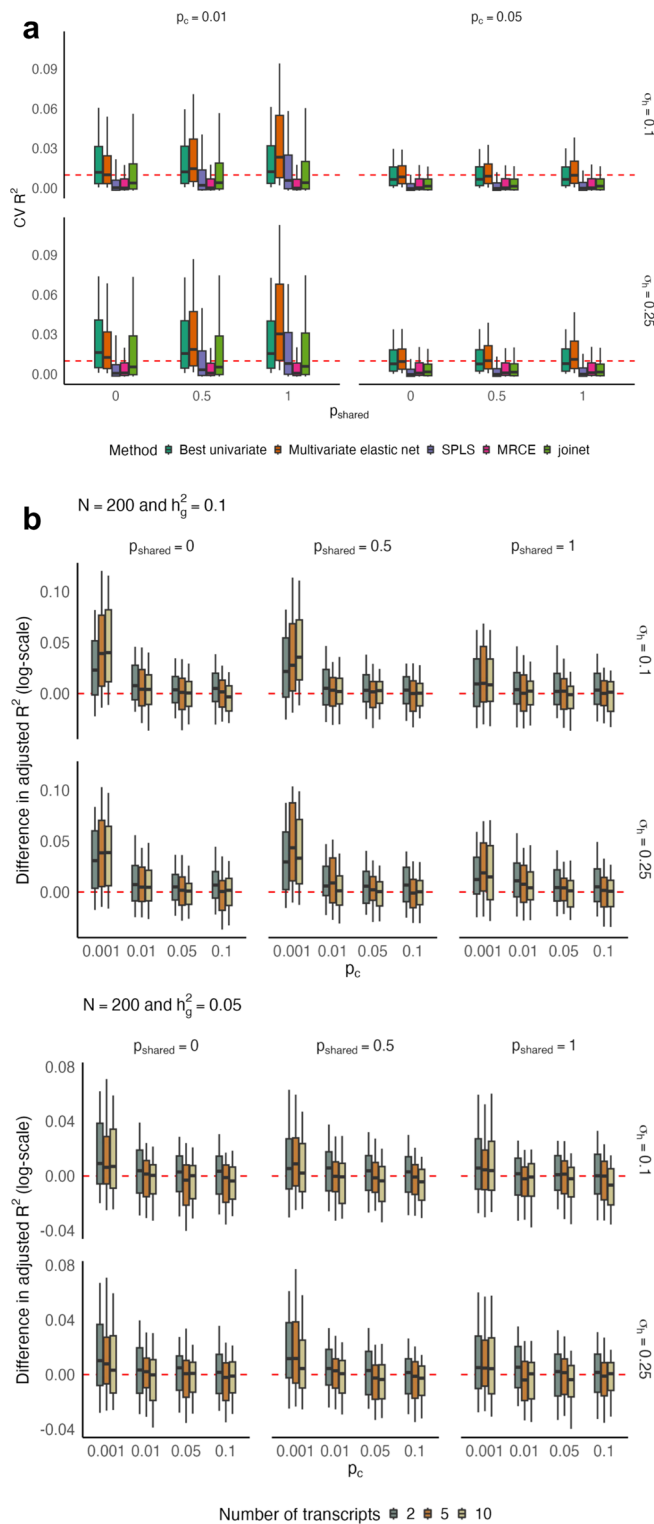 a
p_c = 0.01 p_c = 0.05
0.09
0.06
0.03
0.00
σ_h = 0.1
CV R²
0.09
0.06
0.03
0.00
σ_h = 0.25
0 0.5 1 0 0.5 1
p_shared
Method Best univariate Multivariate elastic net SPLS MRCE joinet
b
N = 200 and h_g² = 0.1
p_shared = 0 p_shared = 0.5 p_shared = 1
0.10
0.05
0.00
σ_h = 0.1
Difference in adjusted R² (log-scale)
0.10
0.05
0.00
σ_h = 0.25
0.001 0.01 0.05 0.1 0.001 0.01 0.05 0.1 0.001 0.01 0.05 0.1
p_c
N = 200 and h_g² = 0.05
p_shared = 0 p_shared = 0.5 p_shared = 1
0.08
0.04
0.00
-0.04
σ_h = 0.1
Difference in adjusted R² (log-scale)
0.08
0.04
0.00
-0.04
σ_h = 0.25
0.001 0.01 0.05 0.1 0.001 0.01 0.05 0.1 0.001 0.01 0.05 0.1
p_c
Number of transcripts 2 5 10